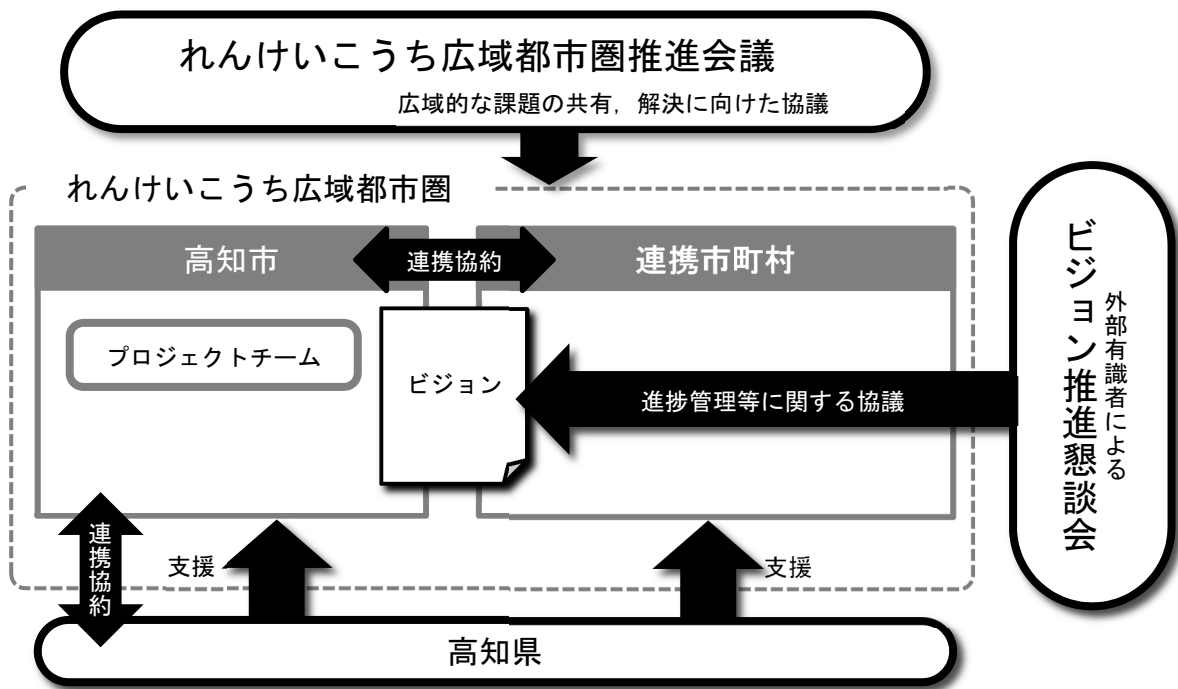 れんけいこうち広域都市圏推進会議
広域的な課題の共有，解決に向けた協議
れんけいこうち広域都市圏
高知市
連携協約
連携市町村
プロジェクトチーム
ビジョン
進捗管理等に関する協議
外部有識者による
ビジョン推進懇談会
連携協約
支援
支援
高知県